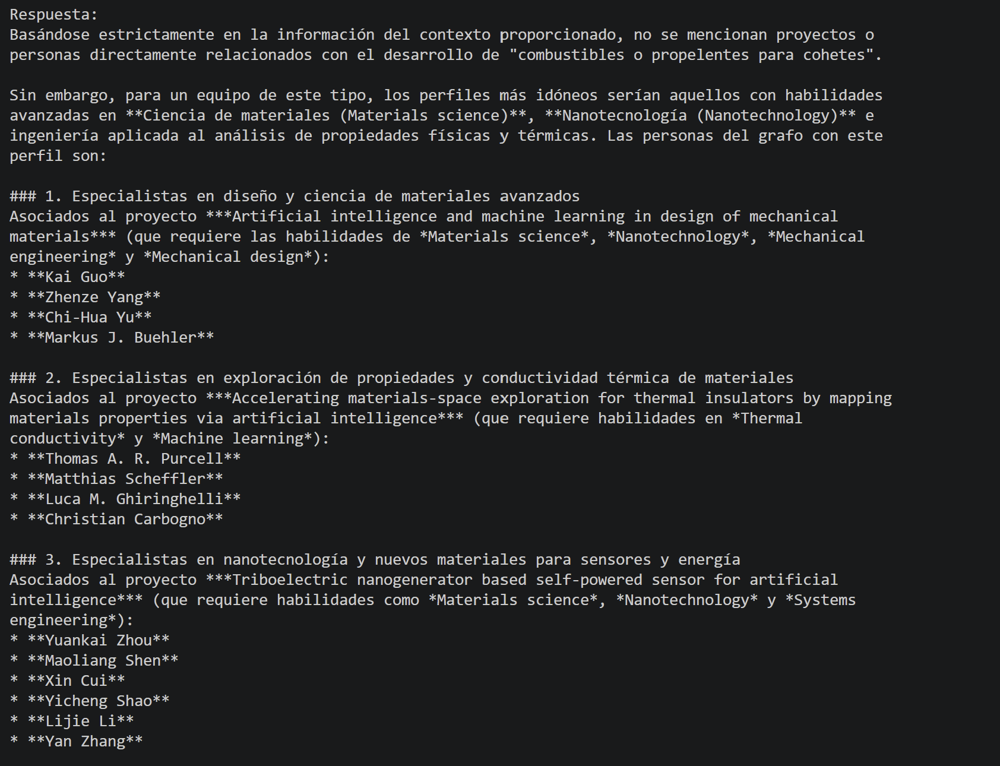 Respuesta:
Basándose estrictamente en la información del contexto proporcionado, no se mencionan proyectos o
personas directamente relacionados con el desarrollo de "combustibles o propelentes para cohetes".
Sin embargo, para un equipo de este tipo, los perfiles más idóneos serían aquellos con habilidades
avanzadas en **Ciencia de materiales (Materials science)**, **Nanotecnología (Nanotechnology)** e
ingeniería aplicada al análisis de propiedades físicas y térmicas. Las personas del grafo con este
perfil son:
### 1. Especialistas en diseño y ciencia de materiales avanzados
Asociados al proyecto ***Artificial intelligence and machine learning in design of mechanical
materials*** (que requiere las habilidades de *Materials science*, *Nanotechnology*, *Mechanical
engineering* y *Mechanical design*):
* **Kai Guo**
* **Zhenze Yang**
* **Chi-Hua Yu**
* **Markus J. Buehler**
### 2. Especialistas en exploración de propiedades y conductividad térmica de materiales
Asociados al proyecto ***Accelerating materials-space exploration for thermal insulators by mapping
materials properties via artificial intelligence*** (que requiere habilidades en *Thermal
conductivity* y *Machine learning*):
* **Thomas A. R. Purcell**
* **Matthias Scheffler**
* **Luca M. Ghiringhelli**
* **Christian Carbogno**
### 3. Especialistas en nanotecnología y nuevos materiales para sensores y energía
Asociados al proyecto ***Triboelectric nanogenerator based self-powered sensor for artificial
intelligence*** (que requiere habilidades como *Materials science*, *Nanotechnology* y *Systems
engineering*):
* **Yuankai Zhou**
* **Maoliang Shen**
* **Xin Cui**
* **Yicheng Shao**
* **Lijie Li**
* **Yan Zhang**